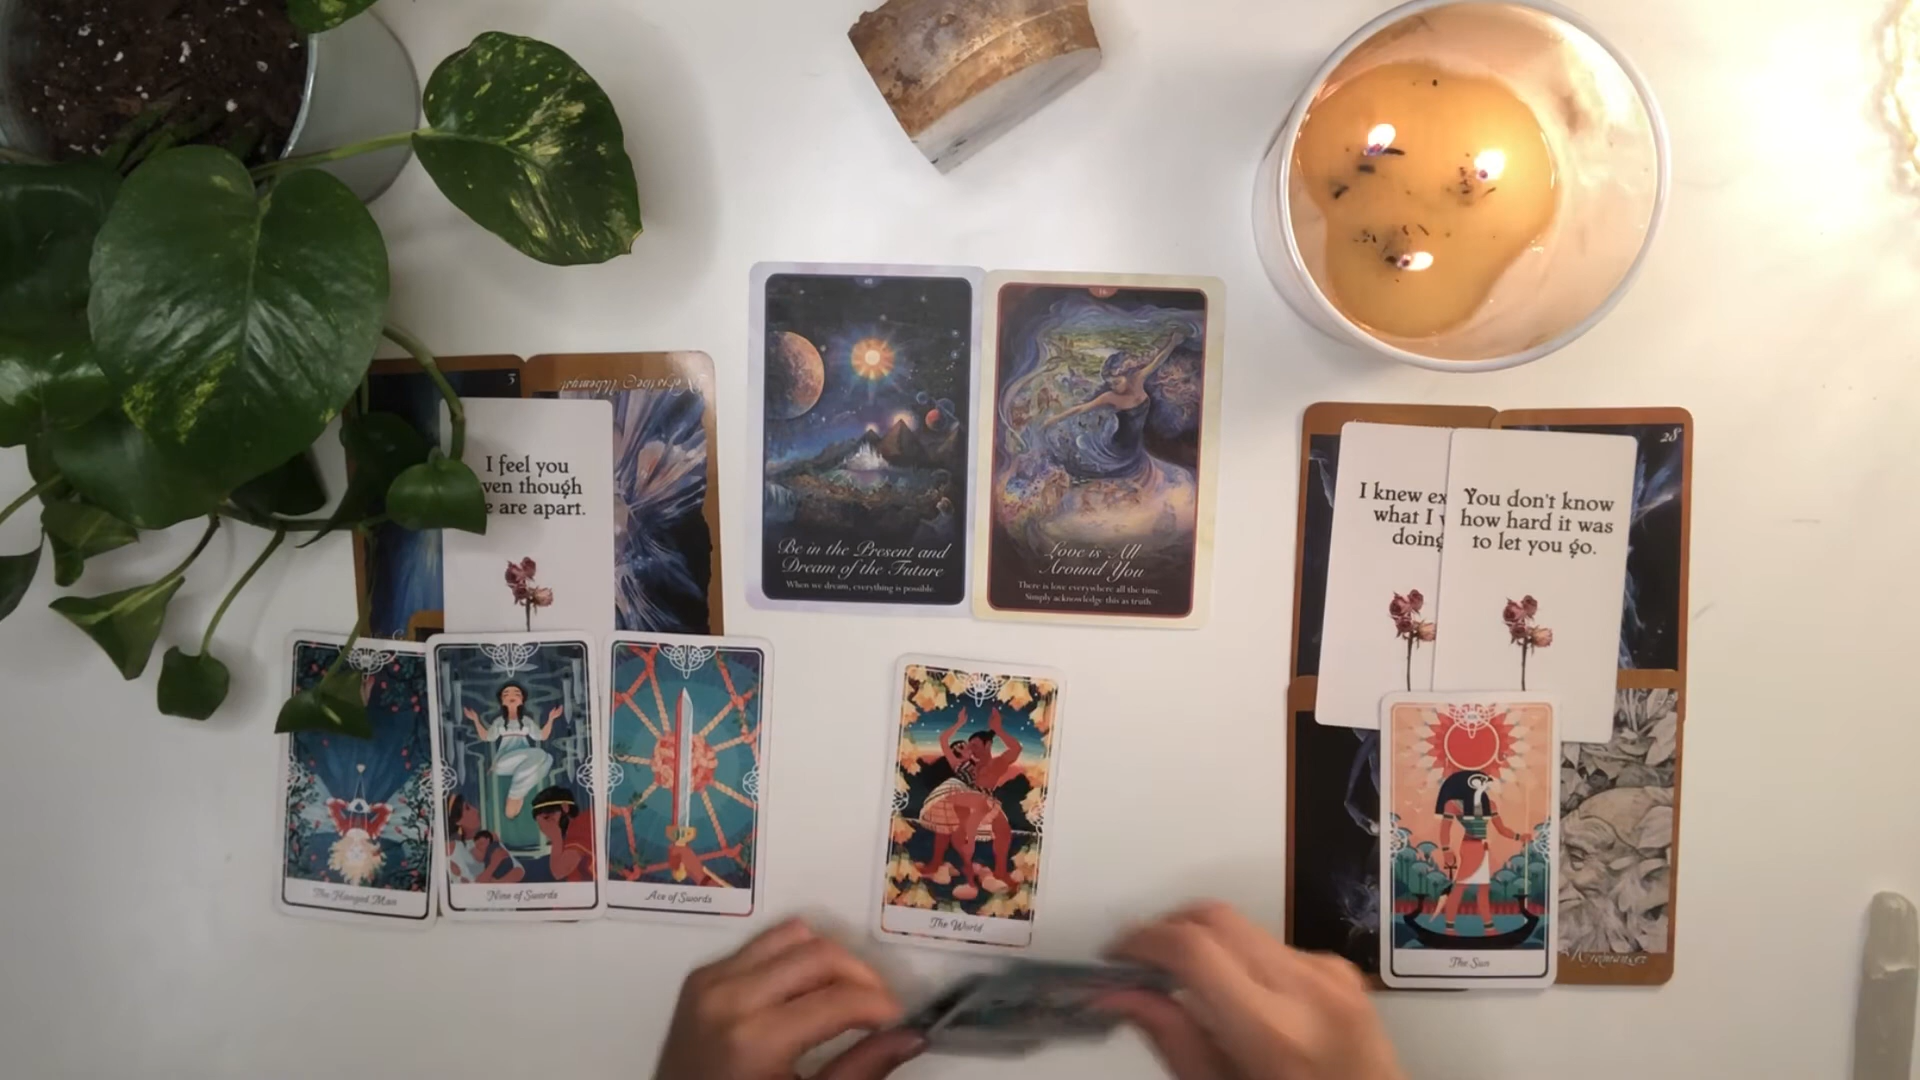 3
I feel you
ven though
e are apart.
Be in the Present and
Dream of the Future
When we dream, everything is possible.
Love is All
Around You
There is love everywhere all the time.
Simply acknowledge this as truth.
28
I knew ex
what I
doing
You don't know
how hard it was
to let you go.
The Hanged Man
Nine of Swords
Ace of Swords
The World
The Sun